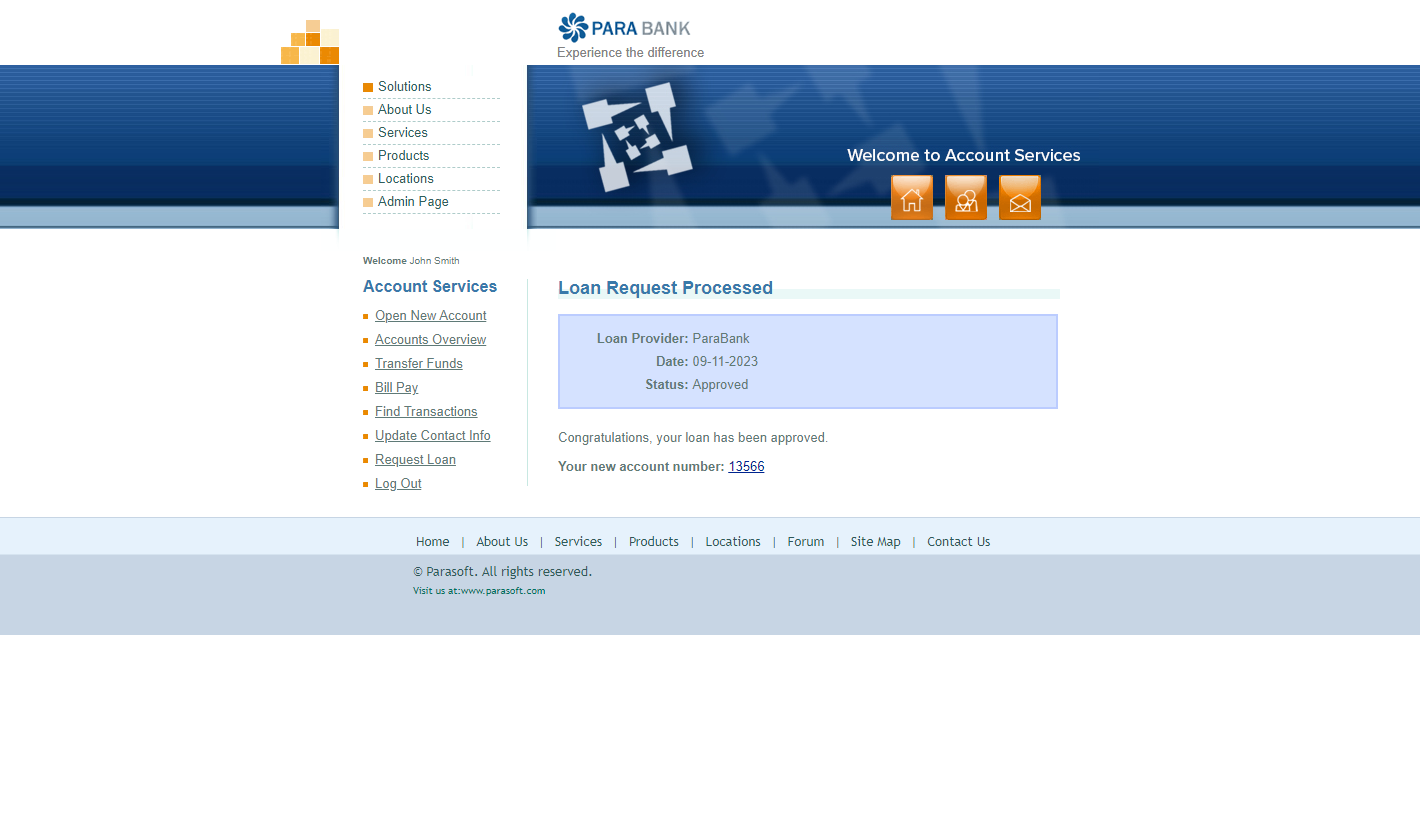 PARA BANK
Experience the difference
Solutions
About Us
Services
Products
Locations
Admin Page
Welcome to Account Services
Welcome John Smith
Account Services
Open New Account
Accounts Overview
Transfer Funds
Bill Pay
Find Transactions
Update Contact Info
Request Loan
Log Out
Loan Request Processed
Loan Provider: ParaBank
Date: 09-11-2023
Status: Approved
Congratulations, your loan has been approved.
Your new account number: 13566
Home | About Us | Services | Products | Locations | Forum | Site Map | Contact Us
© Parasoft. All rights reserved.
Visit us at:www.parasoft.com